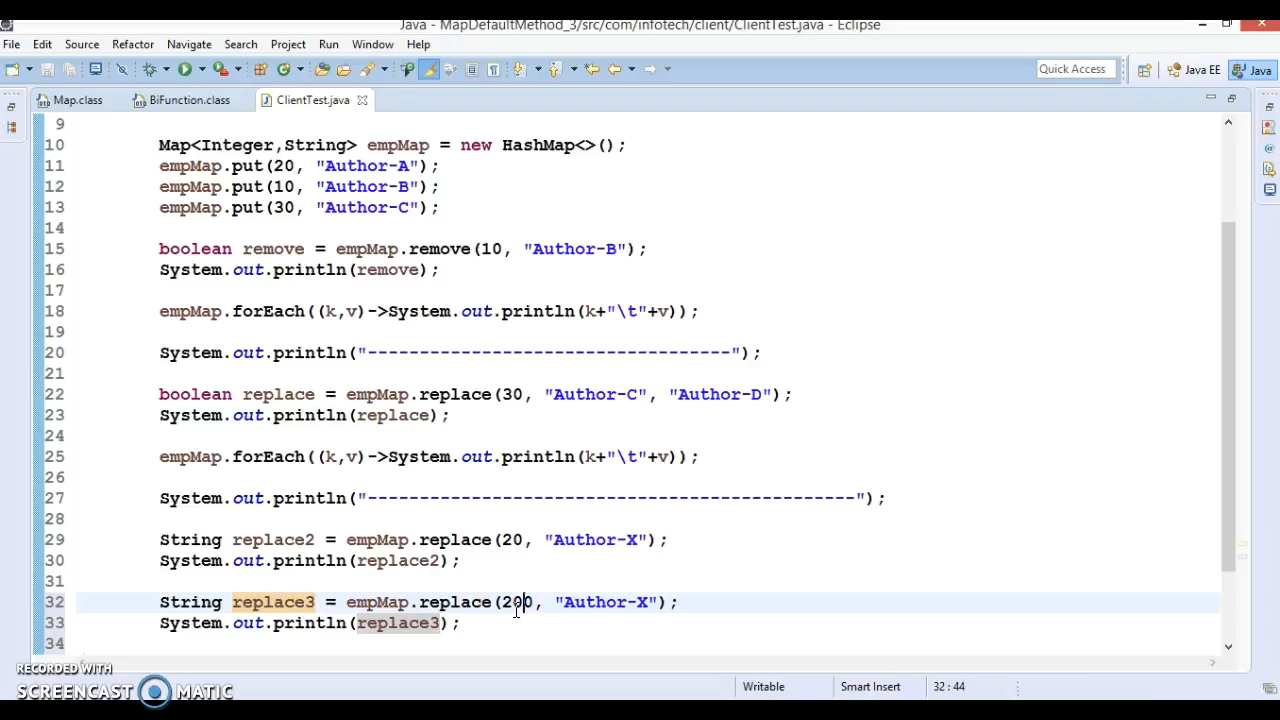 Java - MapDefaultMethod_3/src/com/infotech/client/ClientTest.java - Eclipse
File Edit Source Refactor Navigate Search Project Run Window Help
Quick Access Java EE Java
Map.class BiFunction.class ClientTest.java
9
10 Map<Integer,String> empMap = new HashMap<>();
11 empMap.put(20, "Author-A");
12 empMap.put(10, "Author-B");
13 empMap.put(30, "Author-C");
14
15 boolean remove = empMap.remove(10, "Author-B");
16 System.out.println(remove);
17
18 empMap.forEach((k,v)->System.out.println(k+"\t"+v));
19
20 System.out.println("-----------------------------------");
21
22 boolean replace = empMap.replace(30, "Author-C", "Author-D");
23 System.out.println(replace);
24
25 empMap.forEach((k,v)->System.out.println(k+"\t"+v));
26
27 System.out.println("-----------------------------------------------");
28
29 String replace2 = empMap.replace(20, "Author-X");
30 System.out.println(replace2);
31
32 String replace3 = empMap.replace(200, "Author-X");
33 System.out.println(replace3);
34
RECORDED WITH
SCREENCAST MATIC
Writable Smart Insert 32 : 44